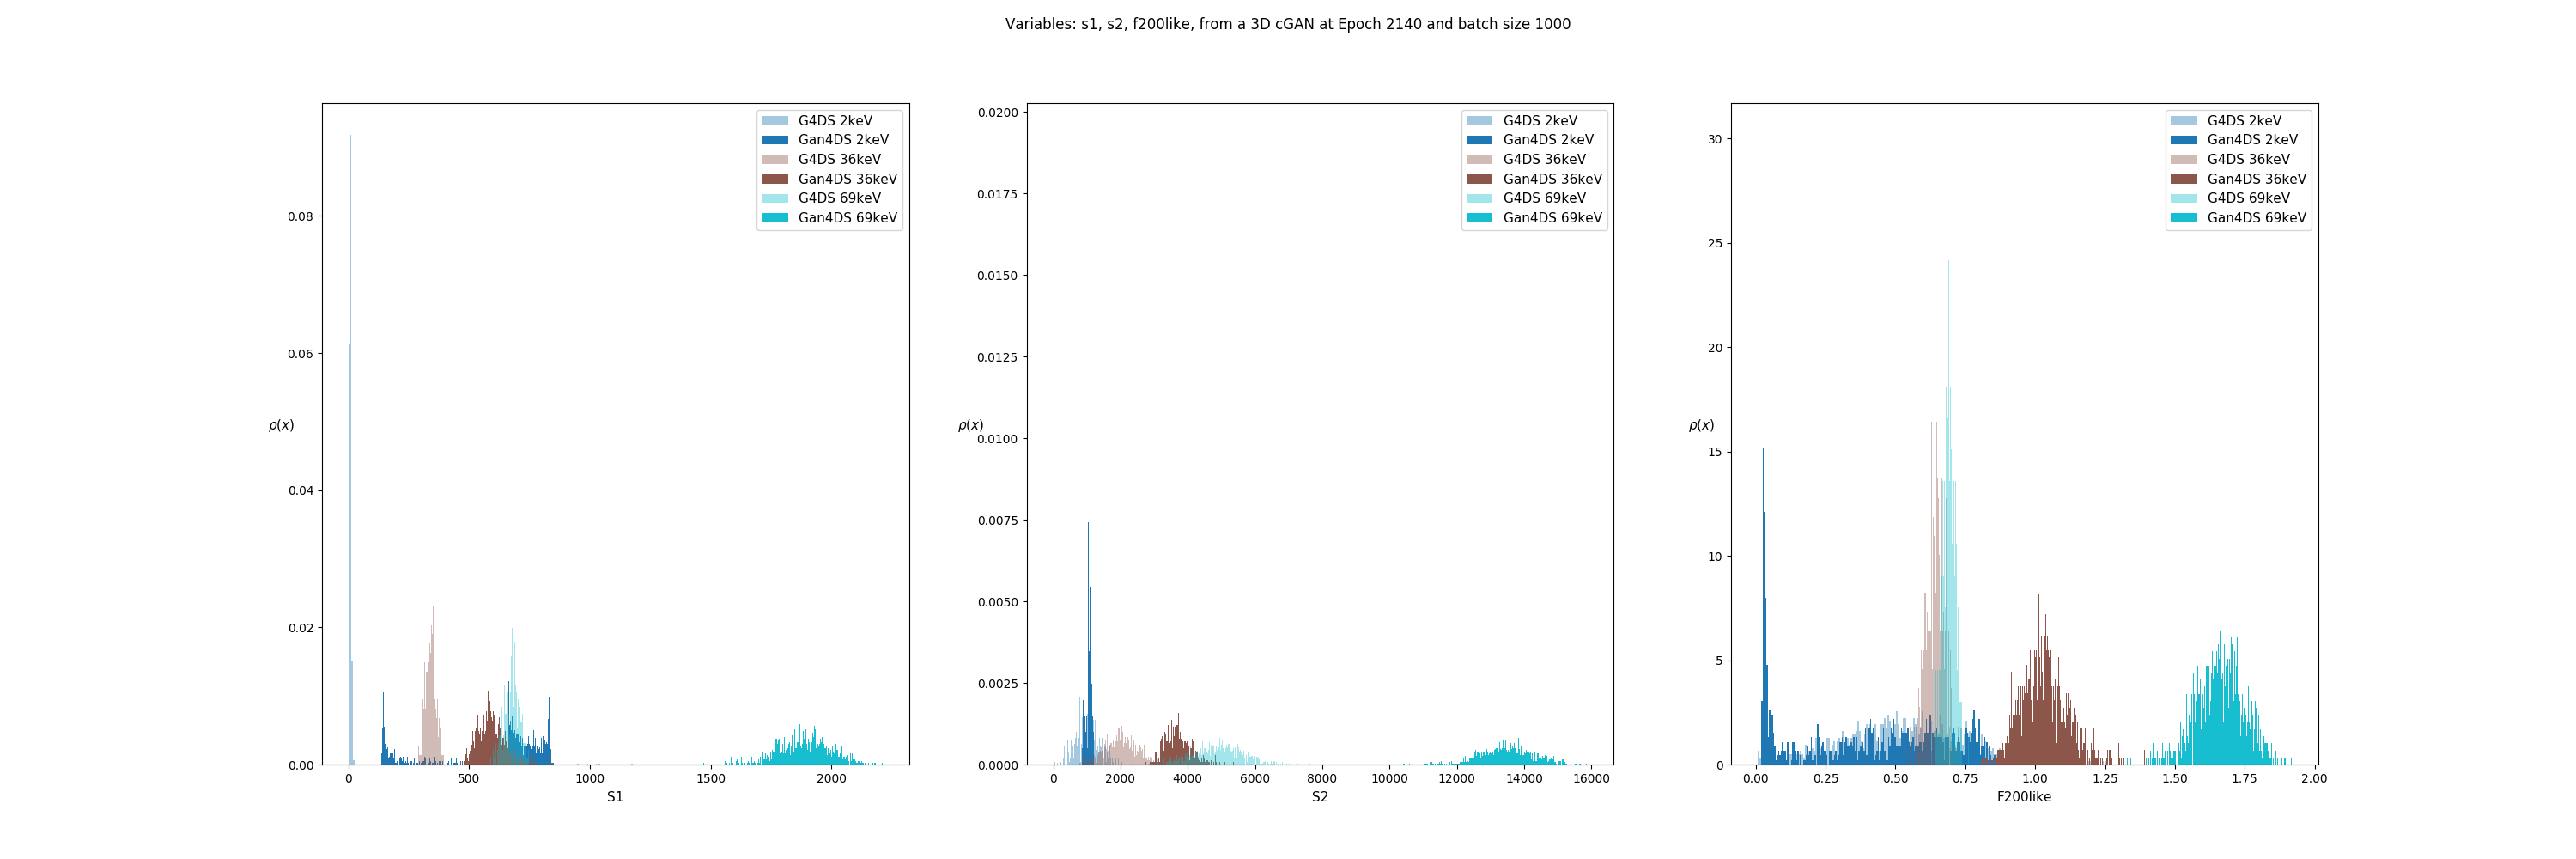 Variables: s1, s2, f200like, from a 3D cGAN at Epoch 2140 and batch size 1000
G4DS 2keV
Gan4DS 2keV
G4DS 36keV
Gan4DS 36keV
G4DS 69keV
Gan4DS 69keV
0.08
0.06
ρ(x)
0.04
0.02
0.00
0 500 1000 1500 2000
S1
G4DS 2keV
Gan4DS 2keV
G4DS 36keV
Gan4DS 36keV
G4DS 69keV
Gan4DS 69keV
0.0200
0.0175
0.0150
0.0125
ρ(x)
0.0100
0.0075
0.0050
0.0025
0.0000
0 2000 4000 6000 8000 10000 12000 14000 16000
S2
G4DS 2keV
Gan4DS 2keV
G4DS 36keV
Gan4DS 36keV
G4DS 69keV
Gan4DS 69keV
30
25
20
ρ(x)
15
10
5
0
0.00 0.25 0.50 0.75 1.00 1.25 1.50 1.75 2.00
F200like